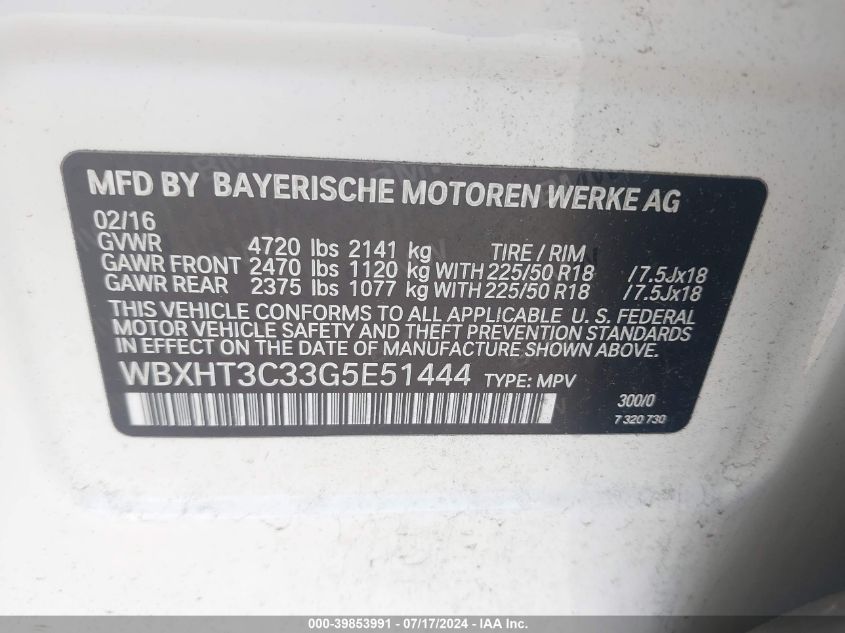 MFD BY BAYERISCHE MOTOREN WERKE AG
02/16
GVWR 4720 lbs 2141 kg TIRE / RIM
GAWR FRONT 2470 lbs 1120 kg WITH 225/50 R18 /7.5Jx18
GAWR REAR 2375 lbs 1077 kg WITH 225/50 R18 /7.5Jx18
THIS VEHICLE CONFORMS TO ALL APPLICABLE U. S. FEDERAL
MOTOR VEHICLE SAFETY AND THEFT PREVENTION STANDARDS
IN EFFECT ON THE DATE OF MANUFACTURE SHOWN ABOVE.
WBXHT3C33G5E51444 TYPE: MPV
300/0
7 320 730
000-39853991 - 07/17/2024 - IAA Inc.